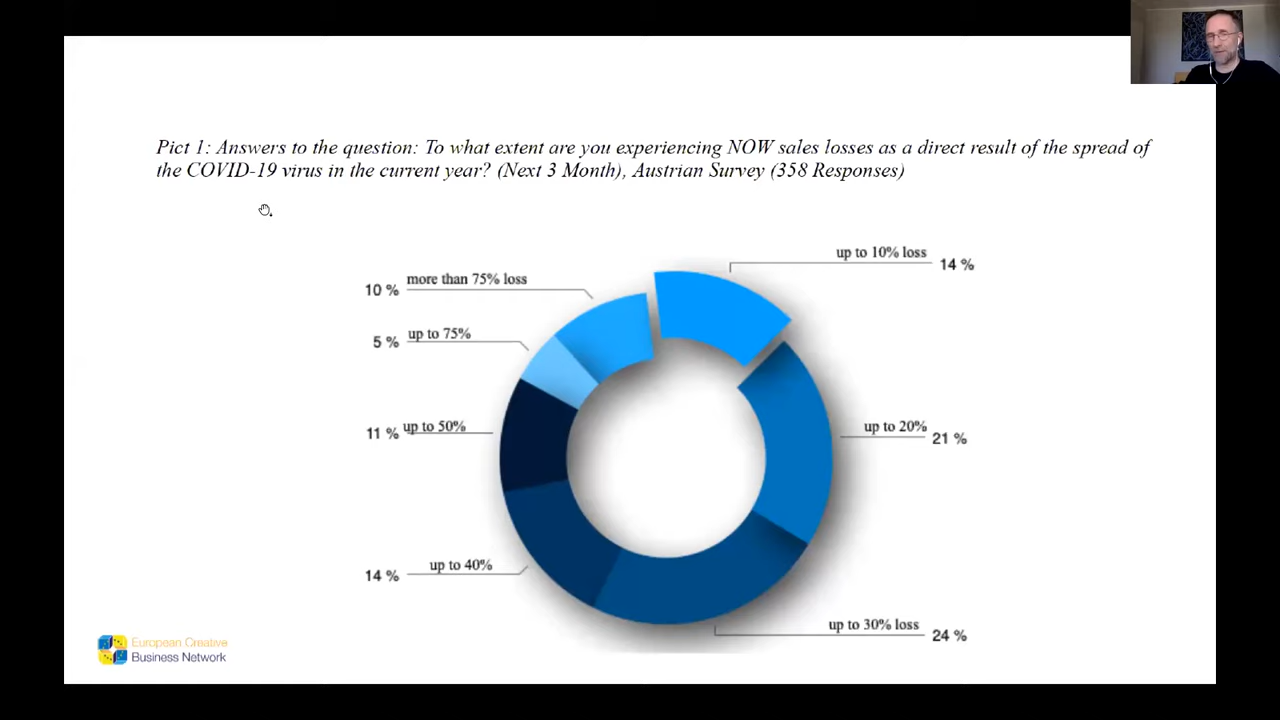 Pict 1: Answers to the question: To what extent are you experiencing NOW sales losses as a direct result of the spread of
the COVID-19 virus in the current year? (Next 3 Month), Austrian Survey (358 Responses)
up to 10% loss
14 %
more than 75% loss
10 %
up to 75%
5 %
up to 50%
11 %
up to 20%
21 %
up to 40%
14 %
up to 30% loss
24 %
European Creative
Business Network